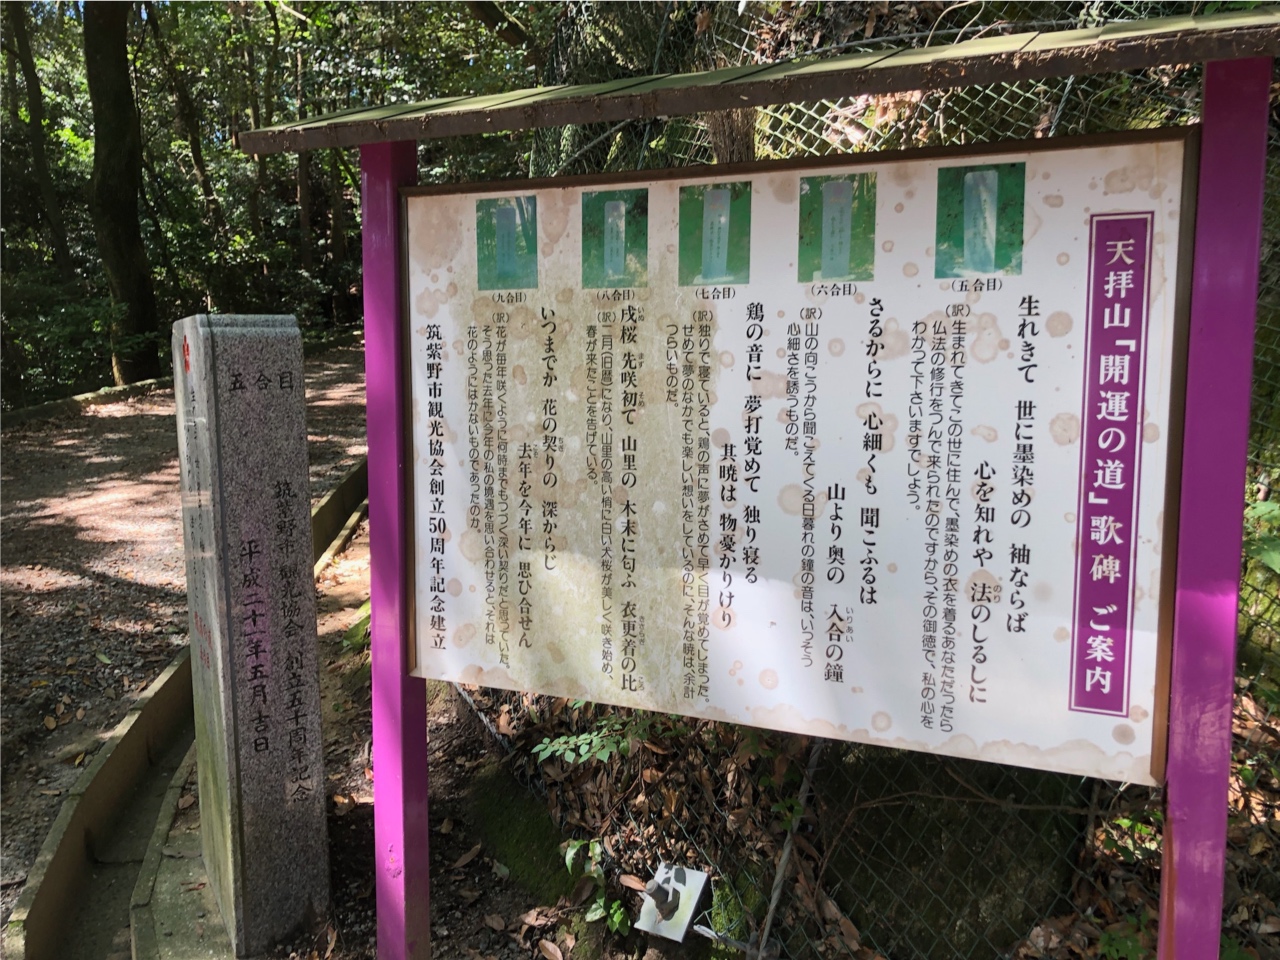 天拝山「開運の道」歌碑 ご案内
(五合目)
生れきて 世に墨染めの 袖ならば
心を知れや 法のしるしに
のり
(訳)生まれてきてこの世に住んで、墨染めの衣を着るあなただったら
仏法の修行をつんで来られたのですから、その御徳で、私の心を
わかって下さいますでしょう。
(六合目)
さるからに 心細くも 聞こふるは
山より奥の 入合の鐘
いりあい
(訳)山の向こうから聞こえてくる日暮れの鐘の音は、いっそう
心細さを誘うものだ。
(七合目)
鶏の音に 夢打覚めて 独り寝る
其暁は 物憂かりけり
(訳)独りで寝ていると、鶏の声に夢がさめて早く目が覚めてしまった。
せめて夢のなかでも楽しい想いをしているのに、そんな暁は、余計
つらいものだ。
(八合目)
戌桜 先咲初て 山里の 木末に匂ふ 衣更着の比
(訳)二月(旧暦)になり、山里の高い梢に白い犬桜が美しく咲き始め、
春が来たことを告げている。
(九合目)
いつまでか 花の契りの 深からじ
去年を今年に 思ひ合せん
(訳)花が毎年咲くように何時までもつづく深い契りだと思っていた。
そう思った去年に今年の私の境遇を思い合わせると、それは
花のようにはかないものであったのか。
筑紫野市観光協会創立50周年記念建立
五合目
筑紫野市観光協会 創立五十周年記念
平成二十一年五月吉日